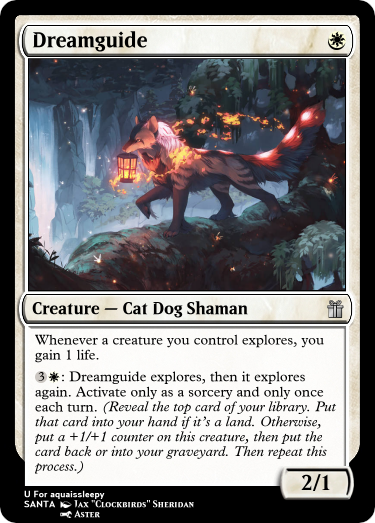 Dreamguide
Creature — Cat Dog Shaman
Whenever a creature you control explores, you
gain 1 life.
3: Dreamguide explores, then it explores
again. Activate only as a sorcery and only once
each turn. (Reveal the top card of your library. Put
that card into your hand if it's a land. Otherwise,
put a +1/+1 counter on this creature, then put the
card back or into your graveyard. Then repeat this
process.)
2/1
U For aquaissleepy
SANTA Jax "Clockbirds" Sheridan
Aster